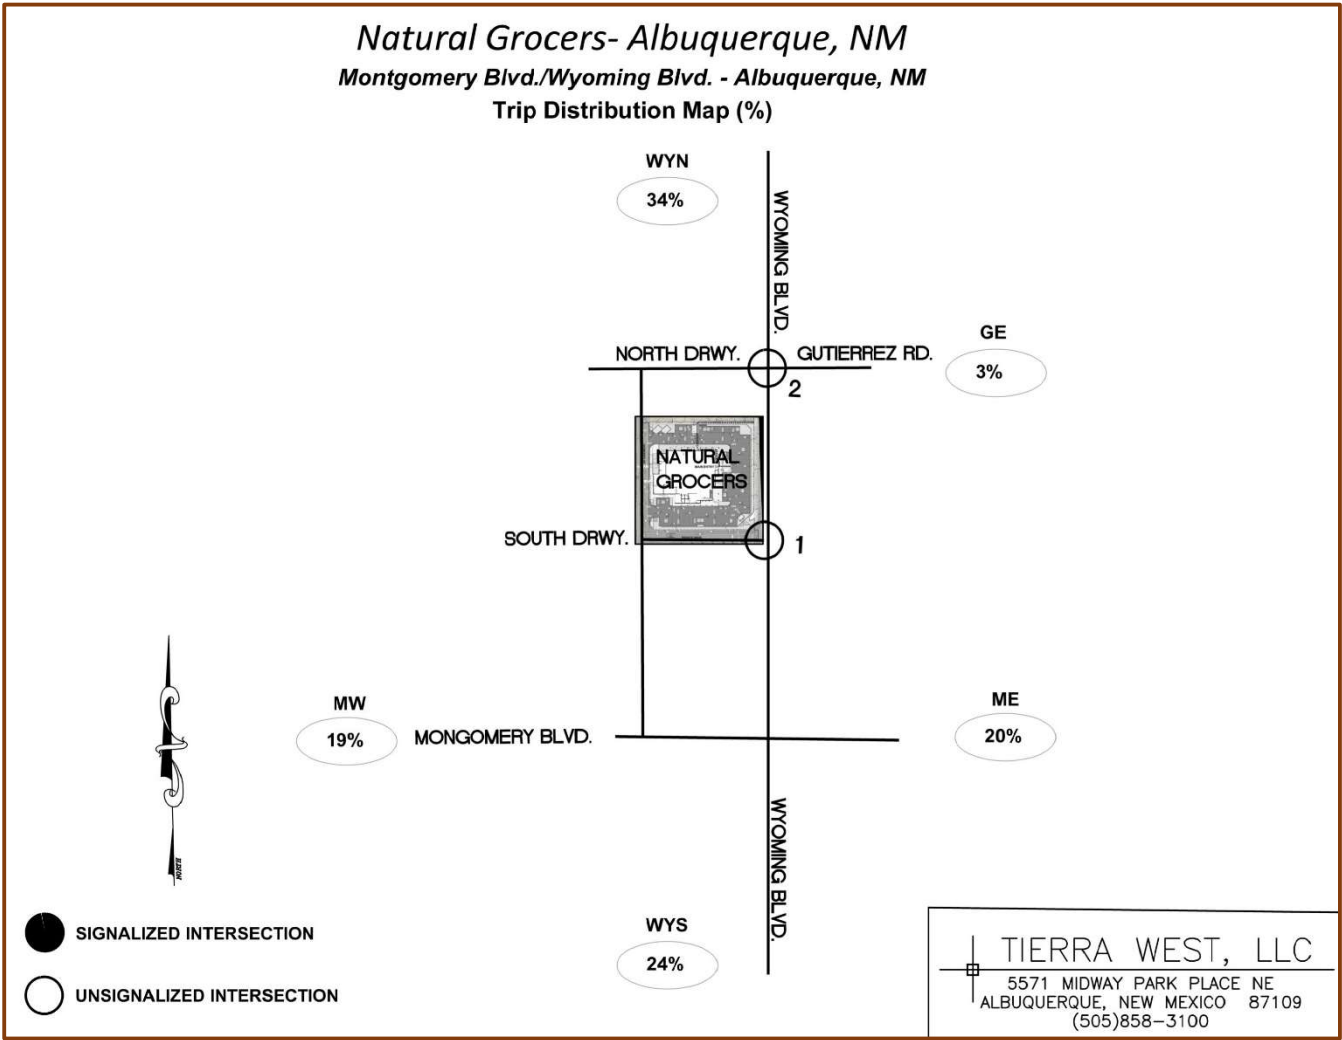 Natural Grocers- Albuquerque, NM
Montgomery Blvd./Wyoming Blvd. - Albuquerque, NM
Trip Distribution Map (%)
WYN
34%
WYOMING BLVD.
GE
3%
NORTH DRWY.
GUTIERREZ RD.
2
NATURAL
GROCERS
SOUTH DRWY.
1
MW
19%
MONGOMERY BLVD.
ME
20%
WYOMING BLVD.
NORTH
WYS
24%
SIGNALIZED INTERSECTION
UNSIGNALIZED INTERSECTION
TIERRA WEST, LLC
5571 MIDWAY PARK PLACE NE
ALBUQUERQUE, NEW MEXICO 87109
(505)858-3100